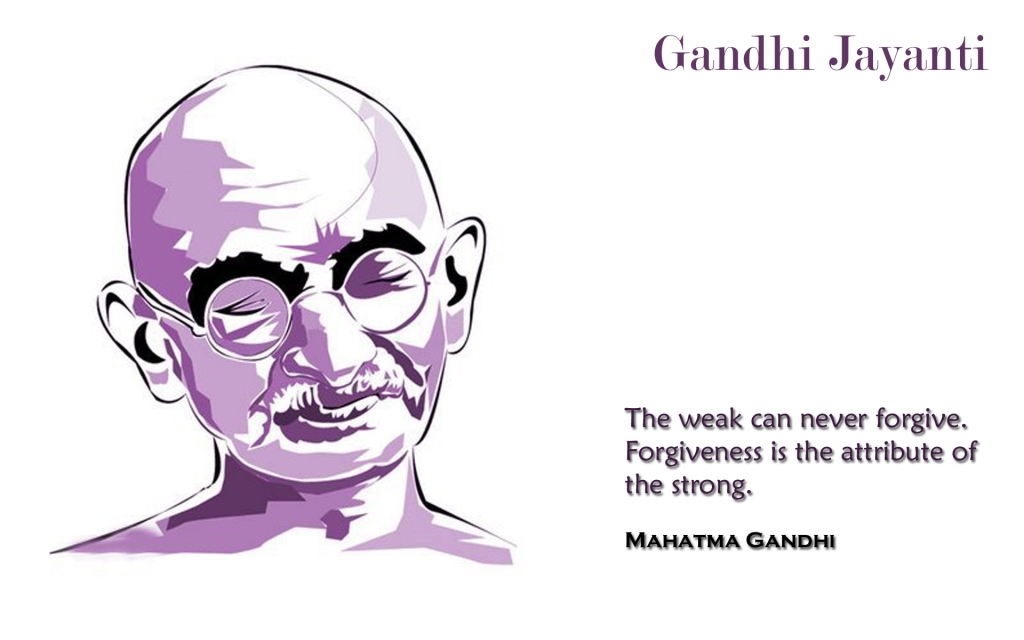 Gandhi Jayanti
The weak can never forgive.
Forgiveness is the attribute of
the strong.
MAHATMA GANDHI